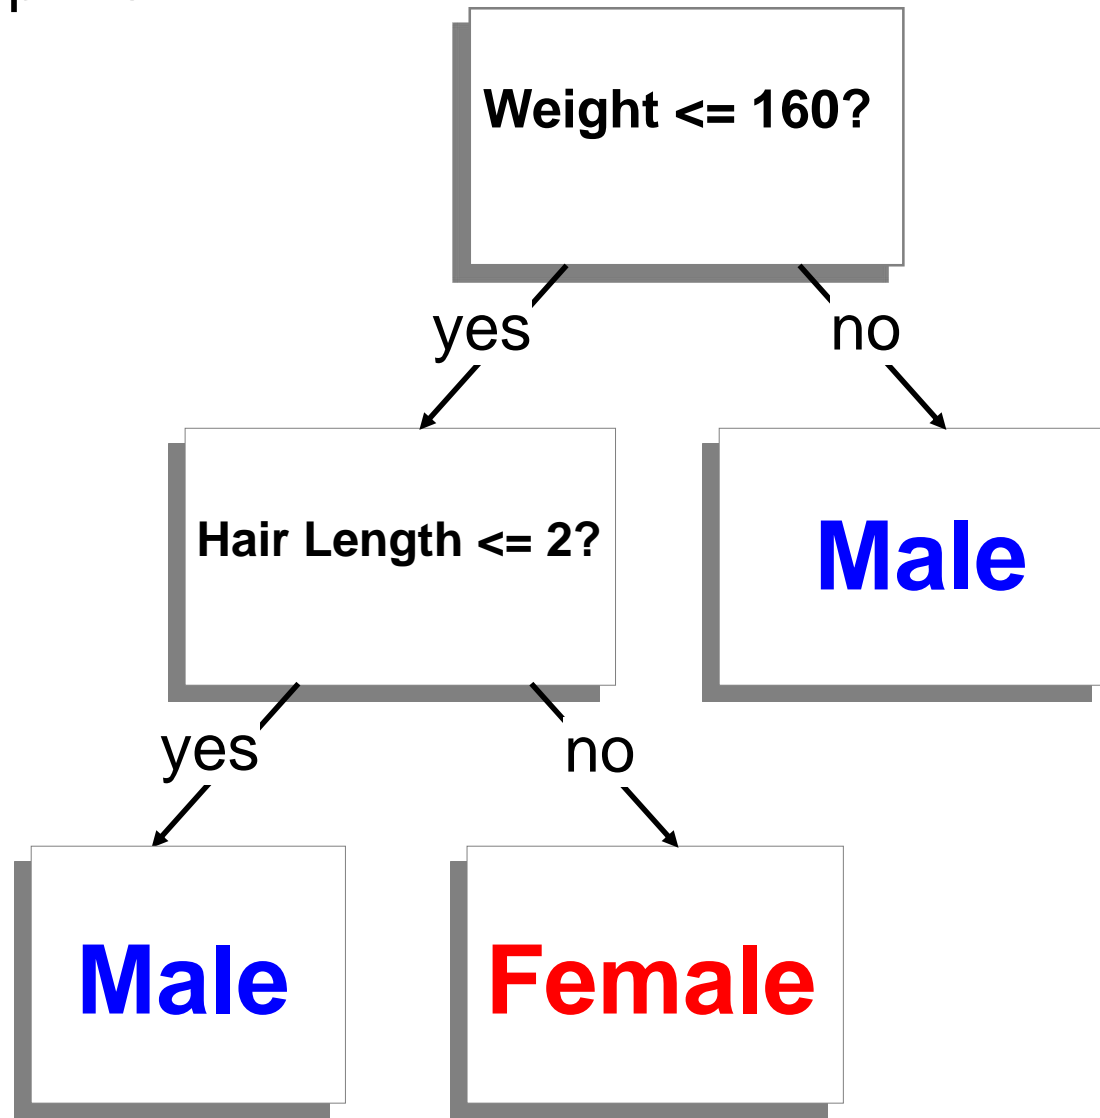 Weight <= 160?
yes
no
Hair Length <= 2?
Male
yes
no
Male
Female